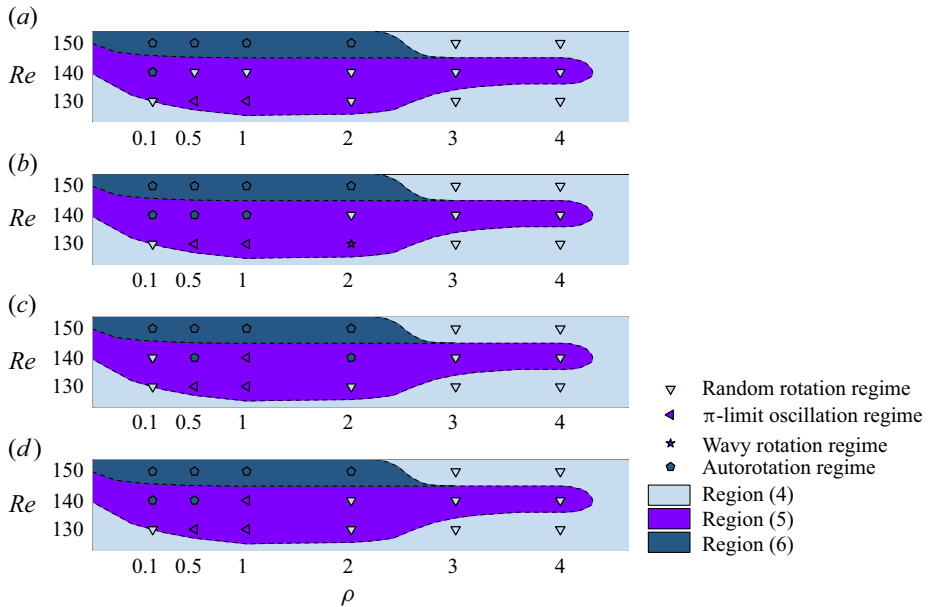 (a)
150
Re 140
130
0.1 0.5 1 2 3 4
(b)
150
Re 140
130
0.1 0.5 1 2 3 4
(c)
150
Re 140
130
0.1 0.5 1 2 3 4
(d)
150
Re 140
130
0.1 0.5 1 2 3 4
ρ
Random rotation regime
π-limit oscillation regime
Wavy rotation regime
Autorotation regime
Region (4)
Region (5)
Region (6)